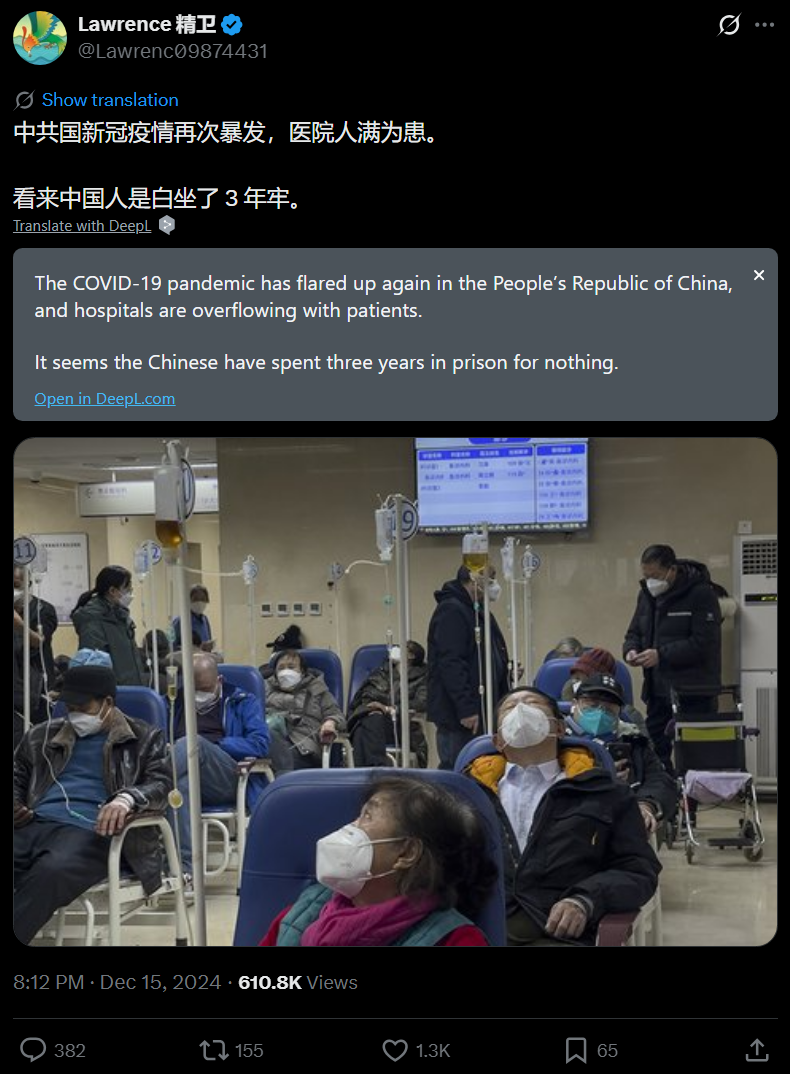 Lawrence 精卫
@Lawrenc09874431
Show translation
中共国新冠疫情再次暴发，医院人满为患。
看来中国人是白坐了 3 年牢。
Translate with DeepL
The COVID-19 pandemic has flared up again in the People’s Republic of China,
and hospitals are overflowing with patients.
It seems the Chinese have spent three years in prison for nothing.
Open in DeepL.com
11
2
9
8:12 PM · Dec 15, 2024 · 610.8K Views
382
155
1.3K
65